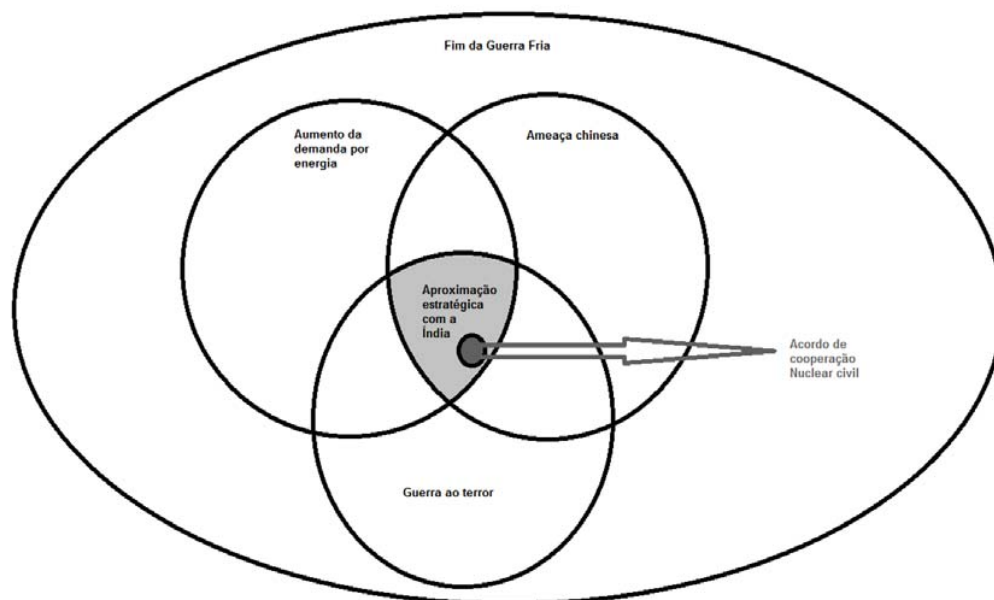 Fim da Guerra Fria
Aumento da
demanda por
energia
Ameaça chinesa
Aproximação
estratégica
com a
Índia
Acordo de
cooperação
Nuclear civil
Guerra ao terror